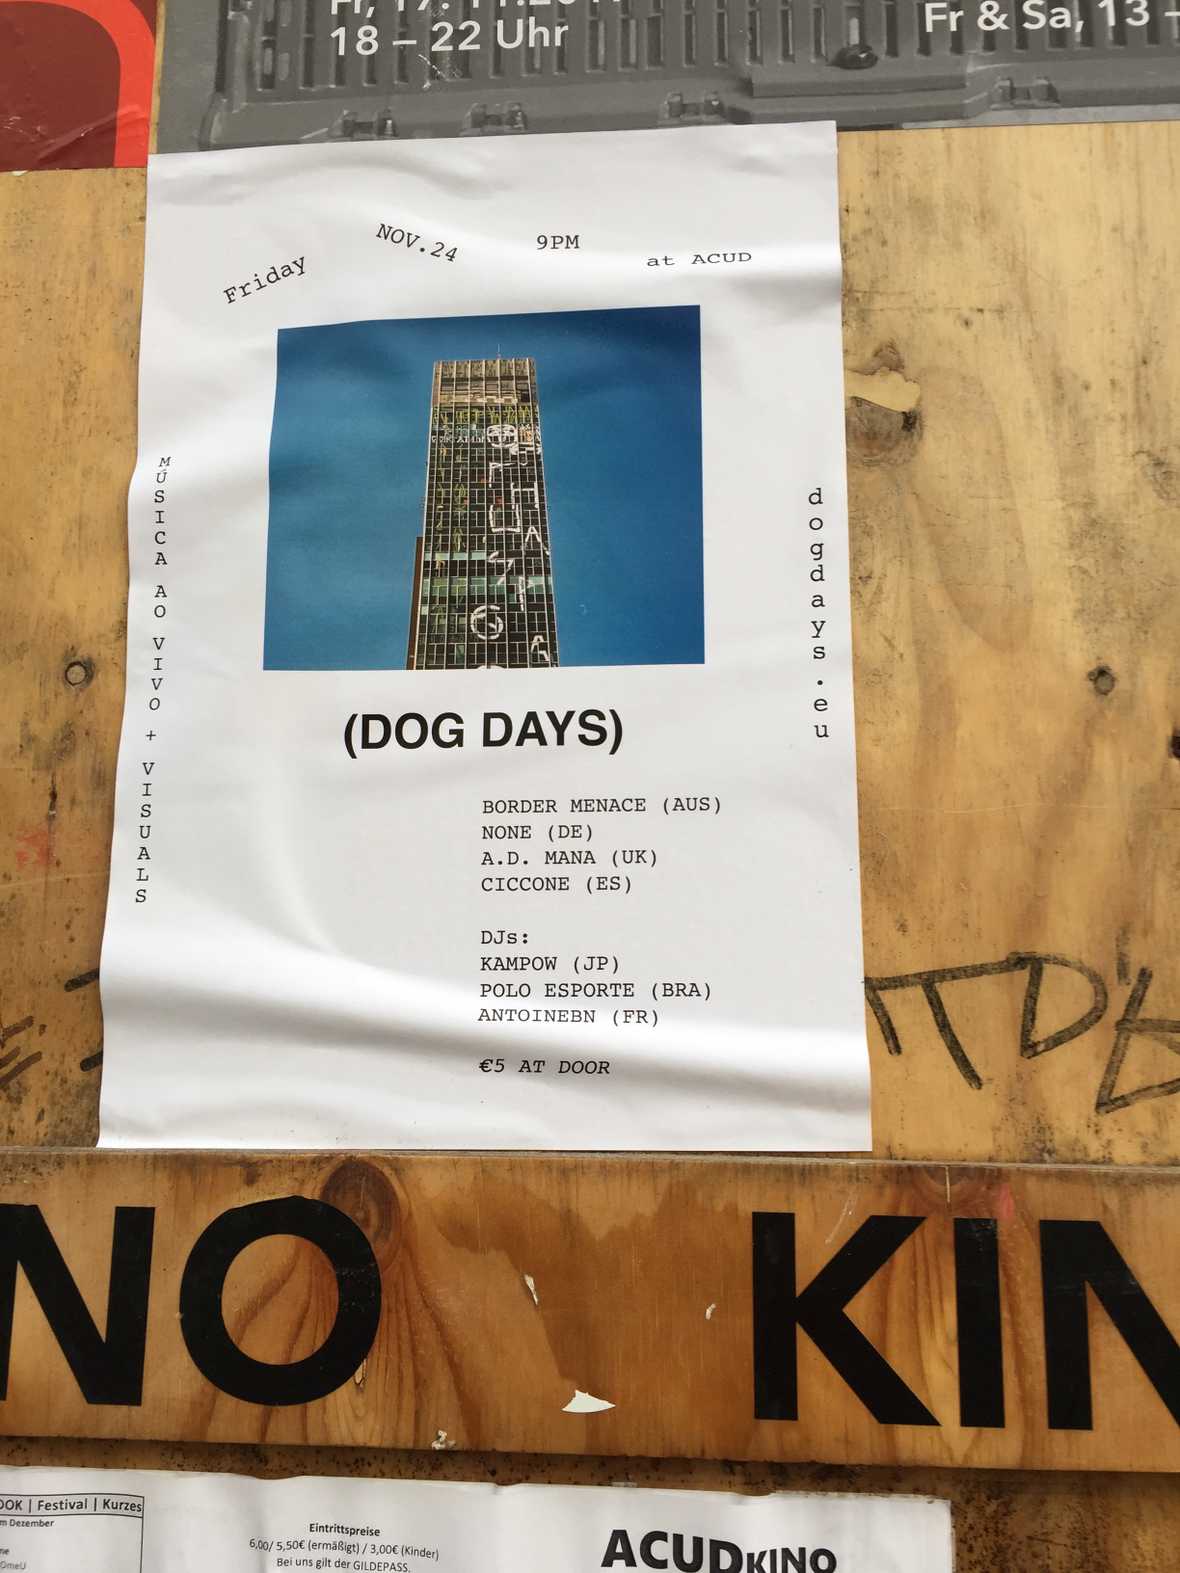 18 – 22 Uhr
Fr & Sa, 13 –
Friday
NOV.24
9PM
at ACUD
MÚSICA AO VIVO + VISUALS
dogdays.eu
(DOG DAYS)
BORDER MENACE (AUS)
NONE (DE)
A.D. MANA (UK)
CICCONE (ES)
DJs:
KAMPOW (JP)
POLO ESPORTE (BRA)
ANTOINEBN (FR)
€5 AT DOOR
NO KIN
OOK | Festival | Kurzes
m Dezember
OmeU
Eintrittspreise
6,00/ 5,50€ (ermäßigt) / 3,00€ (Kinder)
Bei uns gilt der GILDEPASS.
ACUDKINO